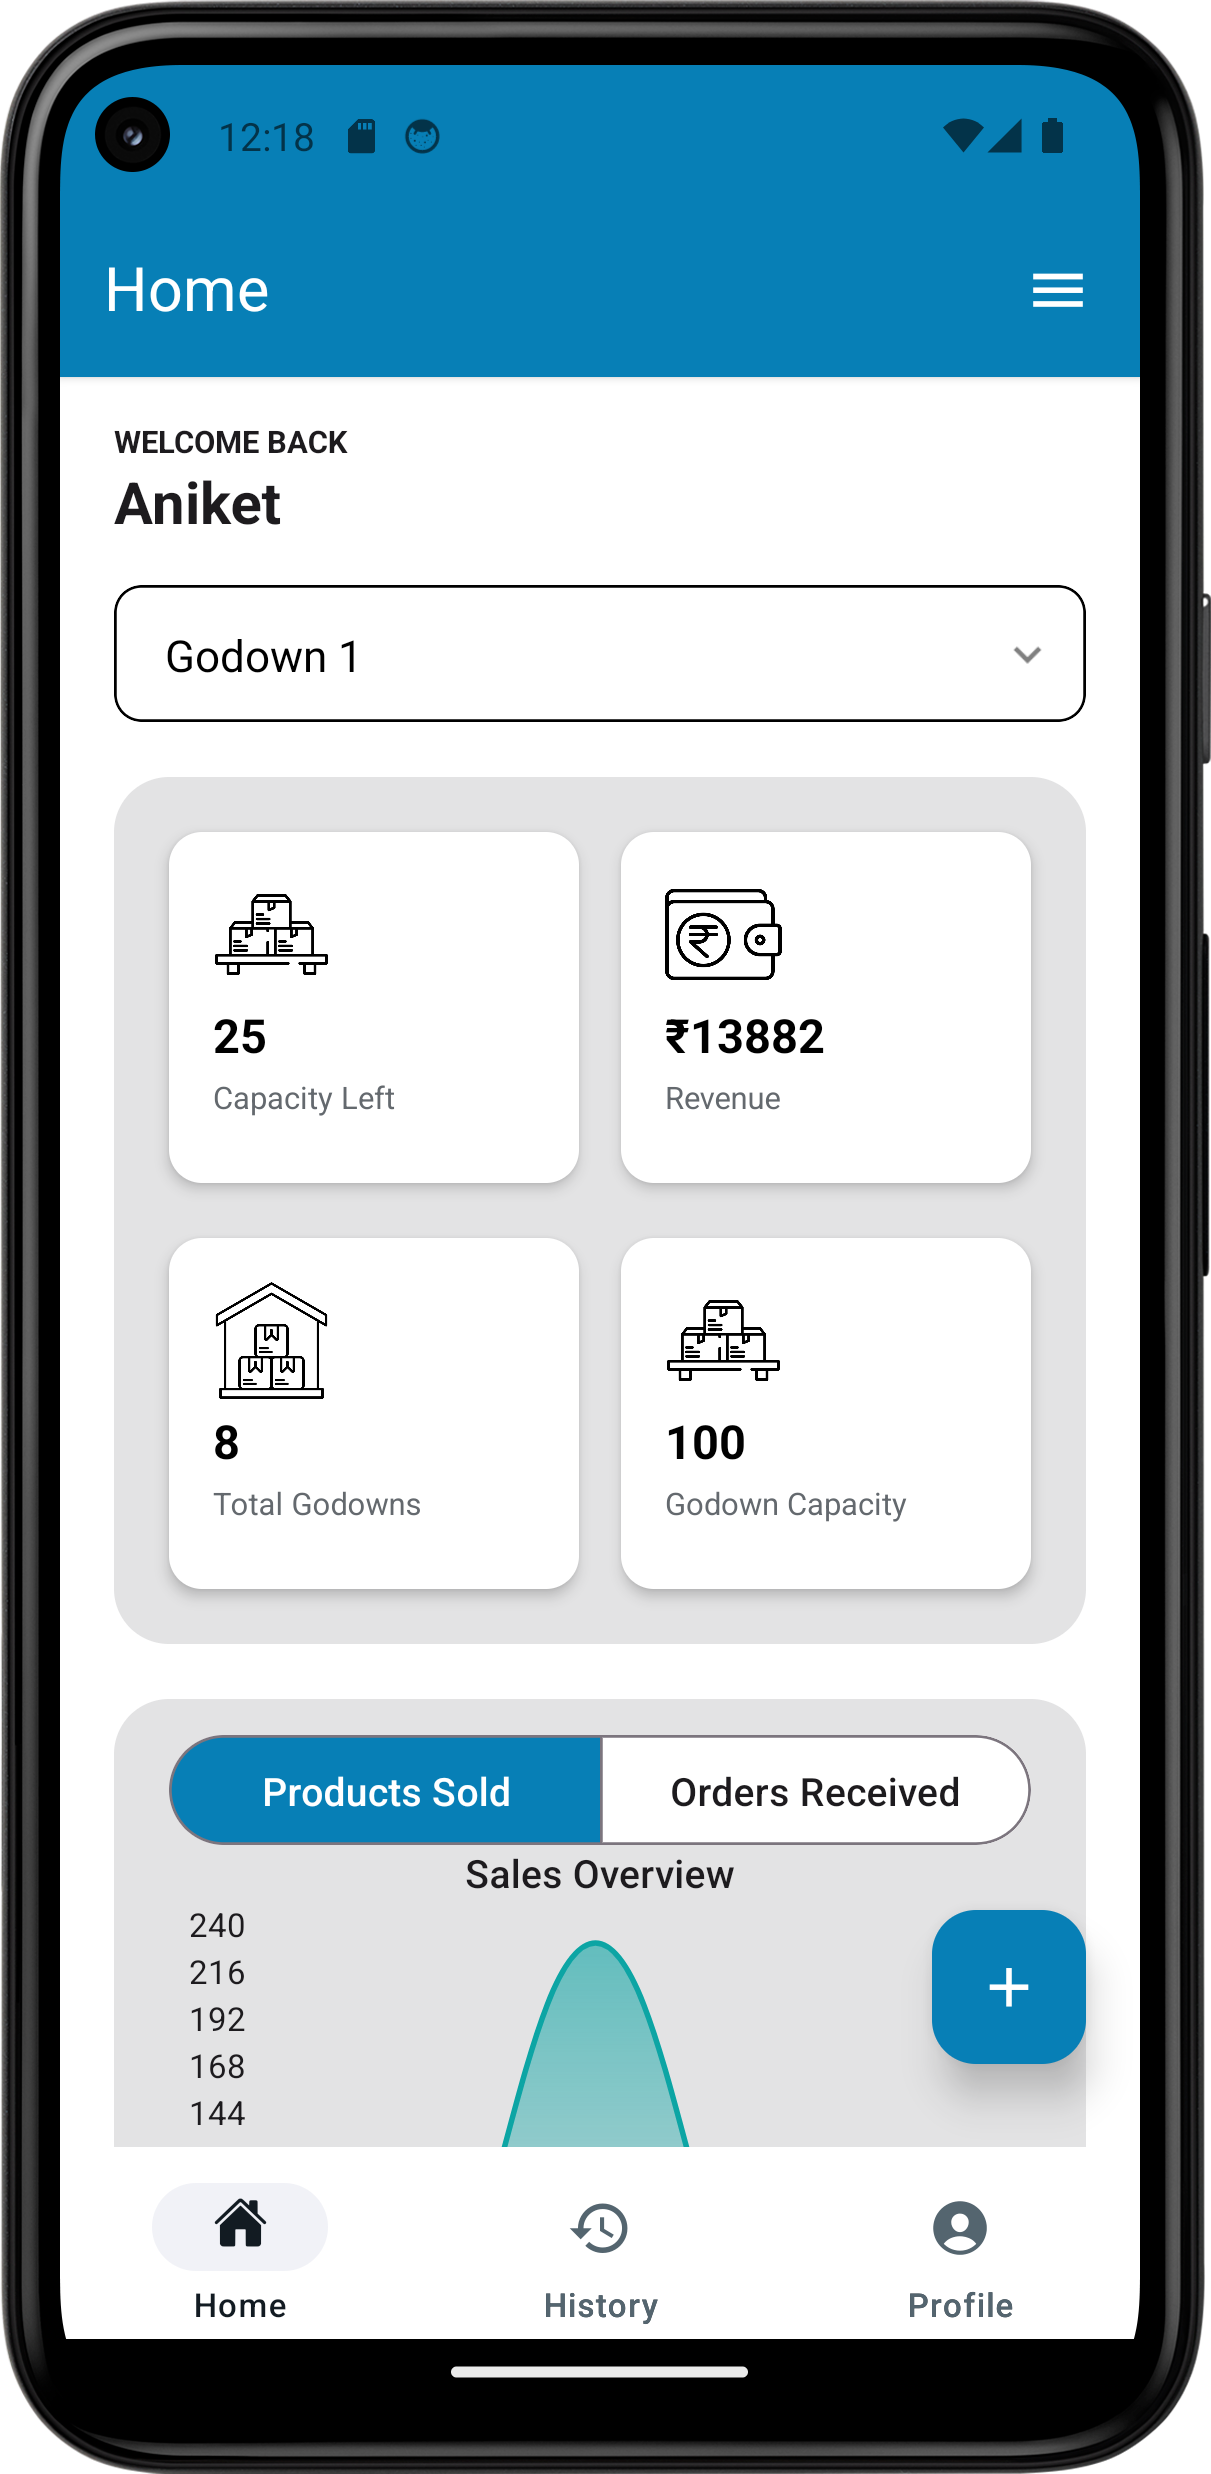 12:18
Home
WELCOME BACK
Aniket
Godown 1
25
Capacity Left
₹13882
Revenue
8
Total Godowns
100
Godown Capacity
Products Sold
Orders Received
Sales Overview
240
216
192
168
144
+
Home
History
Profile